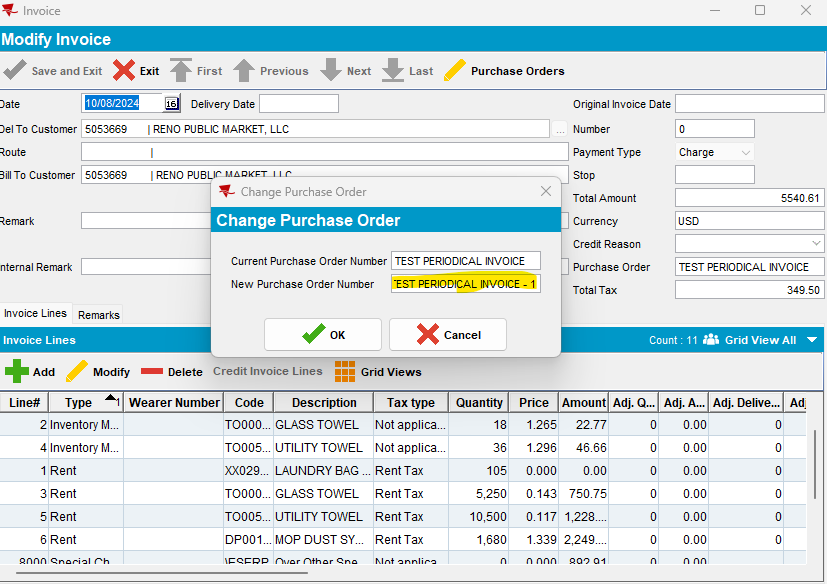 Invoice
Modify Invoice
Save and Exit Exit First Previous Next Last Purchase Orders
Date 10/08/2024 16 Delivery Date Original Invoice Date
Del To Customer 5053669 RENO PUBLIC MARKET, LLC ... Number 0
Route Payment Type Charge
Bill To Customer 5053669 RENO PUBLIC MARKET, LLC Stop
Total Amount 5540.61
Remark Currency USD
Credit Reason
Internal Remark Purchase Order TEST PERIODICAL INVOICE
Total Tax 349.50
Change Purchase Order
Change Purchase Order
Current Purchase Order Number TEST PERIODICAL INVOICE
New Purchase Order Number TEST PERIODICAL INVOICE - 1
OK Cancel
Invoice Lines Remarks
Invoice Lines Count : 11 Grid View All
Add Modify Delete Credit Invoice Lines Grid Views
Line# Type 1 Wearer Number Code Description Tax type Quantity Price Amount Adj. Q... Adj. A... Adj. Delive... Adj
2 Inventory M... TO000... GLASS TOWEL Not applica... 18 1.265 22.77 0 0.00 0
4 Inventory M... TO005... UTILITY TOWEL Not applica... 36 1.296 46.66 0 0.00 0
1 Rent XX029... LAUNDRY BAG ... Rent Tax 105 0.000 0.00 0 0.00 0
3 Rent TO000... GLASS TOWEL Rent Tax 5,250 0.143 750.75 0 0.00 0
5 Rent TO005... UTILITY TOWEL Rent Tax 10,500 0.117 1,228.... 0 0.00 0
6 Rent DP001... MOP DUST SY... Rent Tax 1,680 1.339 2,249.... 0 0.00 0
8000 Special Ch... \FSERP Over Other Spe... Not applica... 0 0.000 892.91 0 0.00 0